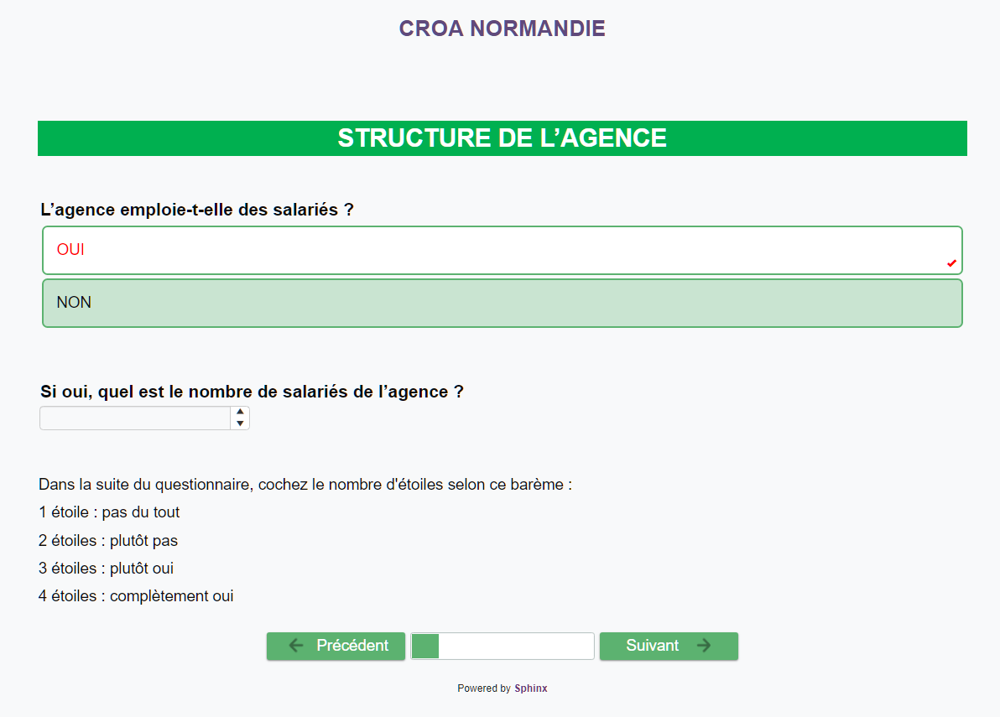 CROA NORMANDIE
STRUCTURE DE L’AGENCE
L’agence emploie-t-elle des salariés ?
OUI
NON
Si oui, quel est le nombre de salariés de l’agence ?
Dans la suite du questionnaire, cochez le nombre d'étoiles selon ce barème :
1 étoile : pas du tout
2 étoiles : plutôt pas
3 étoiles : plutôt oui
4 étoiles : complètement oui
Précédent
Suivant
Powered by Sphinx